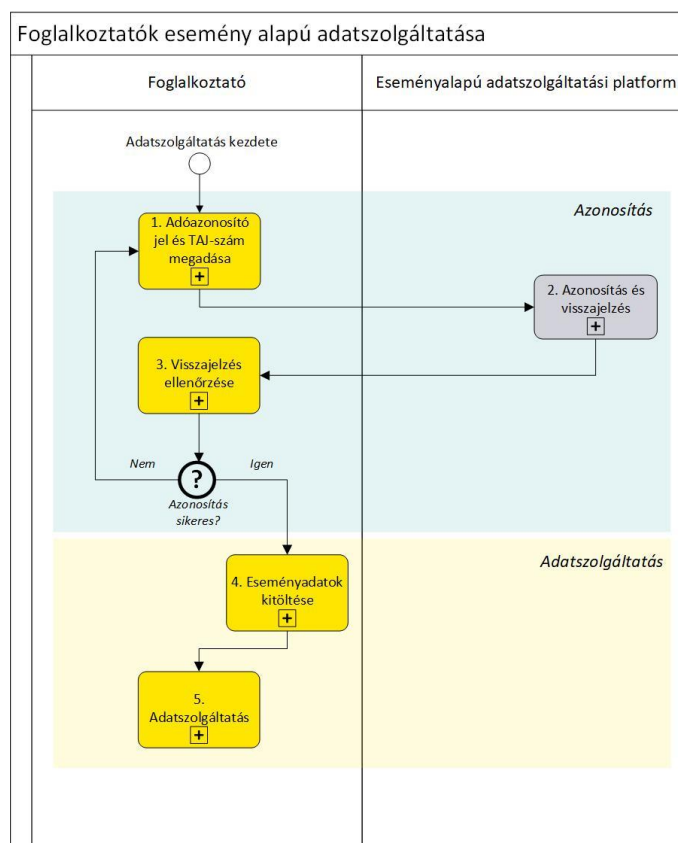 Foglalkoztatók esemény alapú adatszolgáltatása
Foglalkoztató
Eseményalapú adatszolgáltatási platform
Adatszolgáltatás kezdete
Azonosítás
1. Adóazonosító
jel és TAJ-szám
megadása
2. Azonosítás és
visszajelzés
3. Visszajelzés
ellenőrzése
Nem
?
Igen
Azonosítás
sikeres?
Adatszolgáltatás
4. Eseményadatok
kitöltése
5.
Adatszolgáltatás